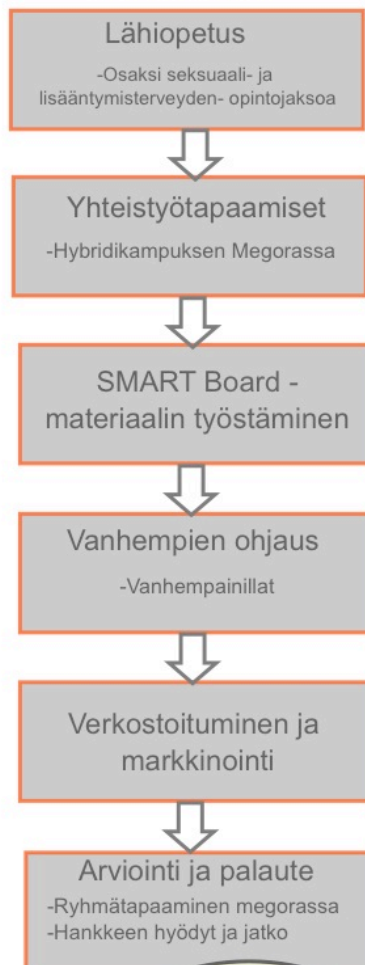 Lähiopetus
-Osaksi seksuaali- ja
lisääntymisterveyden- opintojaksoa
Yhteistyötapaamiset
-Hybridikampuksen Megorassa
SMART Board -
materiaalin työstäminen
Vanhempien ohjaus
-Vanhempainillat
Verkostoituminen ja
markkinointi
Arviointi ja palaute
-Ryhmätapaaminen megorassa
-Hankkeen hyödyt ja jatko